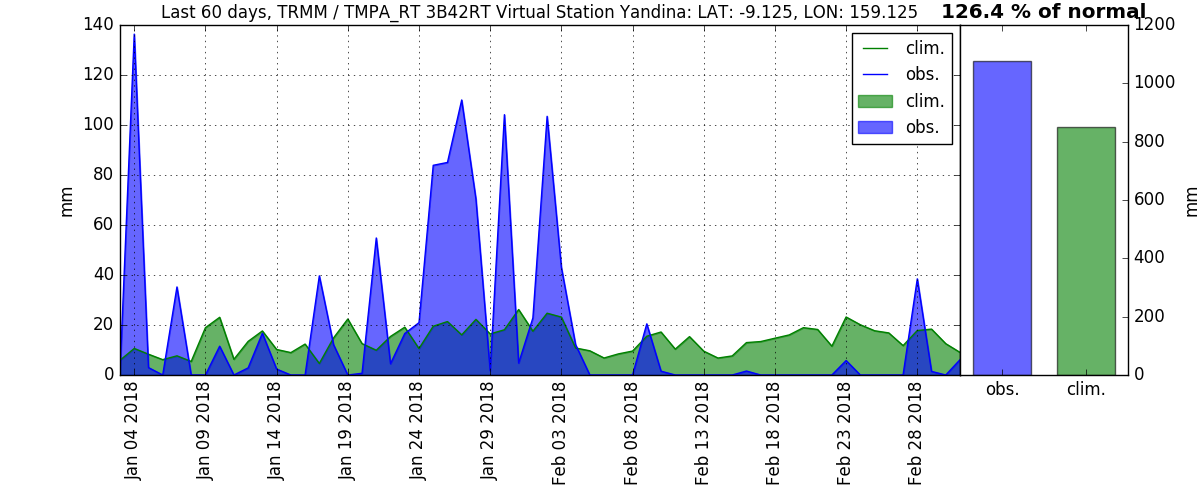 Last 60 days, TRMM / TMPA_RT 3B42RT Virtual Station Yandina: LAT: -9.125, LON: 159.125
126.4 % of normal
140
120
100
80
60
40
20
0
mm
clim.
obs.
clim.
obs.
1200
1000
800
600
400
200
0
mm
obs.
clim.
Jan 04 2018
Jan 09 2018
Jan 14 2018
Jan 19 2018
Jan 24 2018
Jan 29 2018
Feb 03 2018
Feb 08 2018
Feb 13 2018
Feb 18 2018
Feb 23 2018
Feb 28 2018